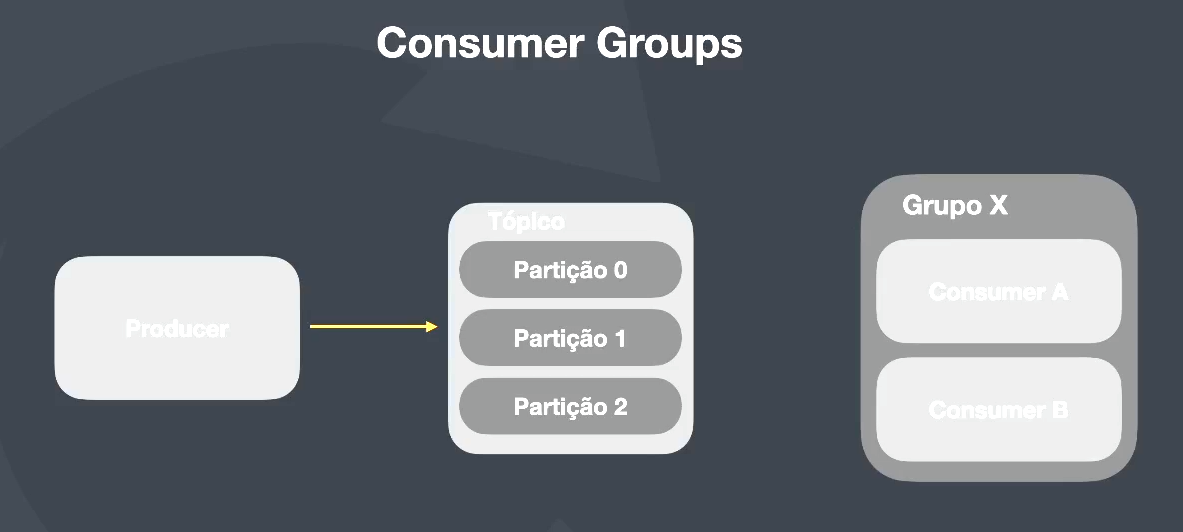 Consumer Groups
Producer
Tópico
Partição 0
Partição 1
Partição 2
Grupo X
Consumer A
Consumer B